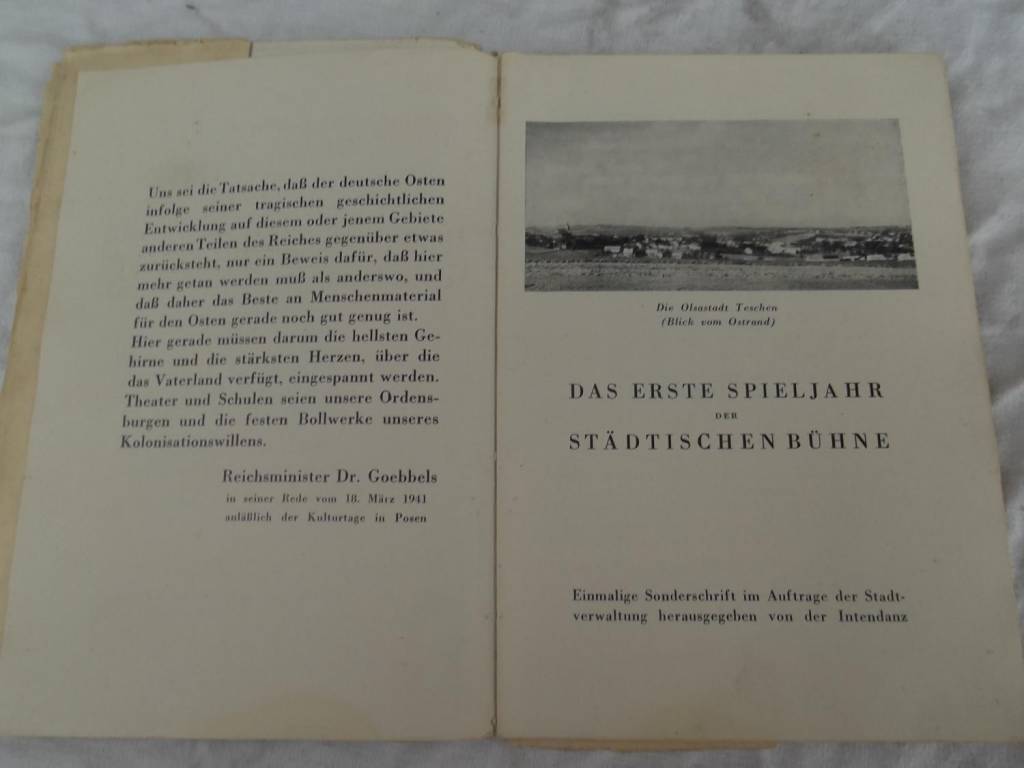 Uns sei die Tatsache, daß der deutsche Osten
infolge seiner tragischen geschichtlichen
Entwicklung auf diesem oder jenem Gebiete
anderen Teilen des Reiches gegenüber etwas
zurücksteht, nur ein Beweis dafür, daß hier
mehr getan werden muß als anderswo, und
daß daher das Beste an Menschenmaterial
für den Osten gerade noch gut genug ist.
Hier gerade müssen darum die hellsten Ge-
hirne und die stärksten Herzen, über die
das Vaterland verfügt, eingespannt werden.
Theater und Schulen seien unsere Ordens-
burgen und die festen Bollwerke unseres
Kolonisationswillens.
Reichsminister Dr. Goebbels
in seiner Rede vom 18. März 1941
anläßlich der Kulturtage in Posen
Die Olsastadt Teschen
(Blick vom Ostrand)
DAS ERSTE SPIELJAHR
DER
STÄDTISCHEN BÜHNE
Einmalige Sonderschrift im Auftrage der Stadt-
verwaltung herausgegeben von der Intendanz